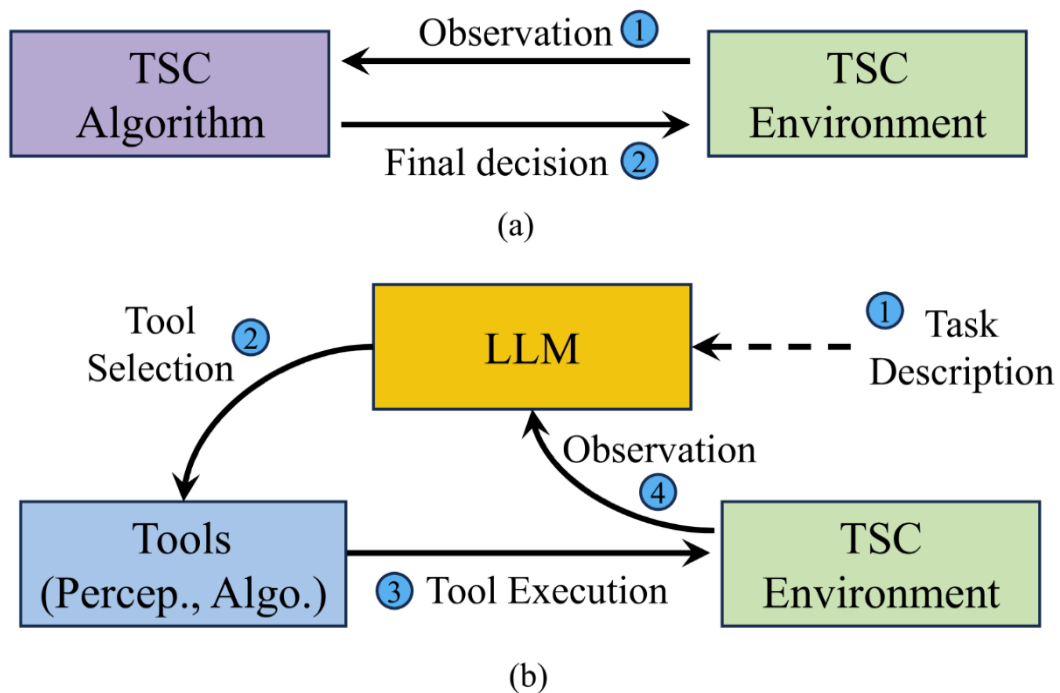 Observation 1
TSC
Algorithm
TSC
Environment
Final decision 2
(a)
Tool
Selection
2
LLM
1
Task
Description
Observation
4
Tools
(Percep., Algo.)
3 Tool Execution
TSC
Environment
(b)